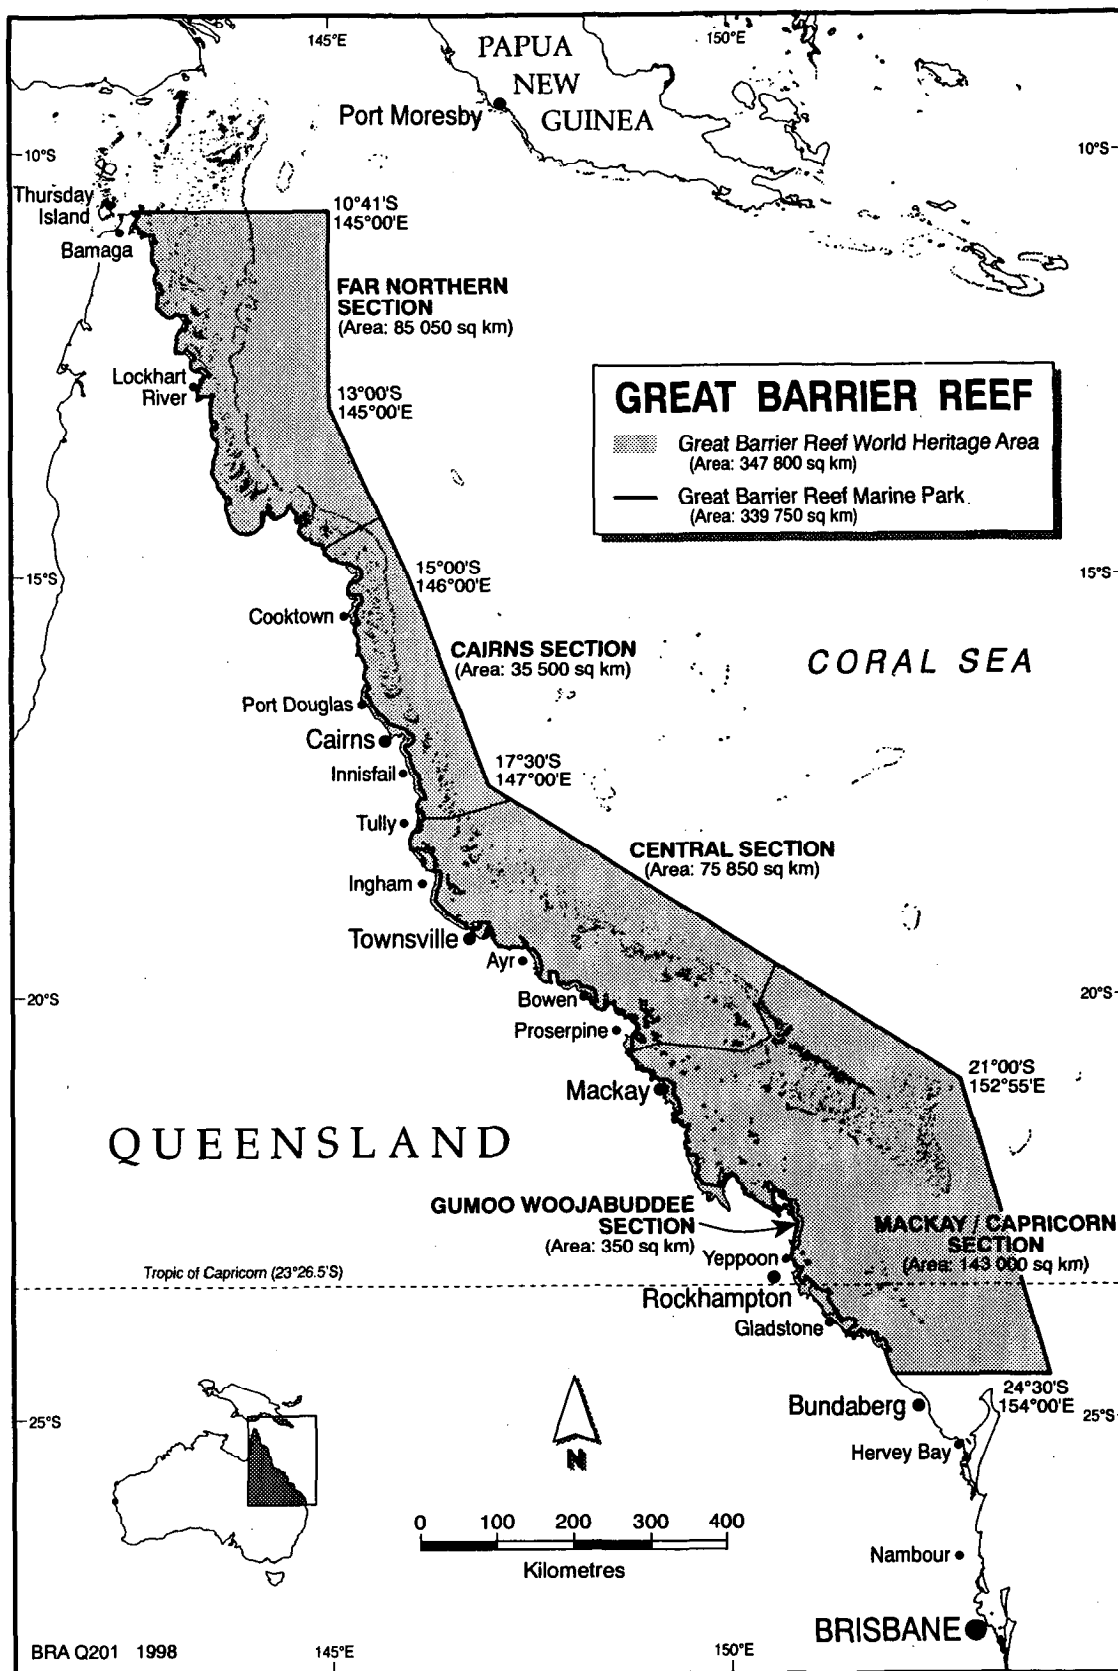 145°E
150°E
PAPUA
NEW
GUINEA
Port Moresby
10°S
10°S
Thursday
Island
Bamaga
10°41'S
145°00'E
FAR NORTHERN
SECTION
(Area: 85 050 sq km)
Lockhart
River
13°00'S
145°00'E
GREAT BARRIER REEF
Great Barrier Reef World Heritage Area
(Area: 347 800 sq km)
Great Barrier Reef Marine Park
(Area: 339 750 sq km)
15°S
15°S
15°00'S
146°00'E
Cooktown
CAIRNS SECTION
(Area: 35 500 sq km)
CORAL SEA
Port Douglas
Cairns
Innisfail
17°30'S
147°00'E
Tully
CENTRAL SECTION
(Area: 75 850 sq km)
Ingham
Townsville
Ayr
20°S
20°S
Bowen
Proserpine
Mackay
21°00'S
152°55'E
QUEENSLAND
GUMOO WOOJABUDDEE
SECTION
(Area: 350 sq km)
MACKAY / CAPRICORN
SECTION
(Area: 143 000 sq km)
Yeppoon
Tropic of Capricorn (23°26.5'S)
Rockhampton
Gladstone
24°30'S
154°00'E
Bundaberg
25°S
25°S
Hervey Bay
N
0 100 200 300 400
Kilometres
Nambour
BRISBANE
BRA Q201 1998
145°E
150°E